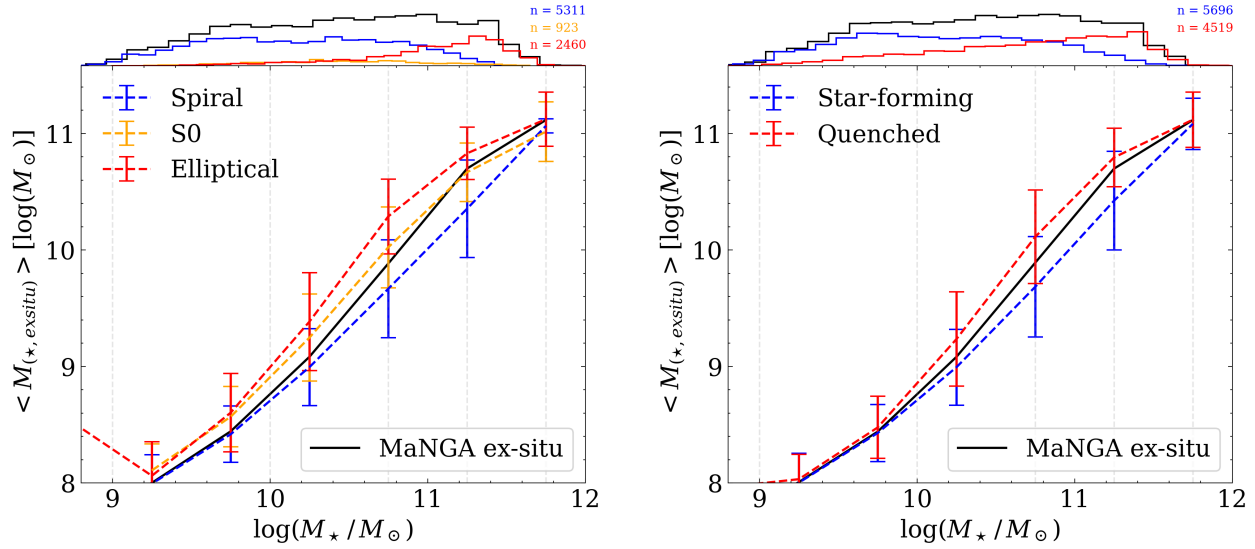 n = 5311
n = 923
n = 2460
Spiral
S0
Elliptical
MaNGA ex-situ
< M(⋆, exsitu) > [log(M⊙)]
11
10
9
8
9
10
11
12
log(M⋆/M⊙)
n = 5696
n = 4519
Star-forming
Quenched
MaNGA ex-situ
< M(⋆, exsitu) > [log(M⊙)]
11
10
9
8
9
10
11
12
log(M⋆/M⊙)